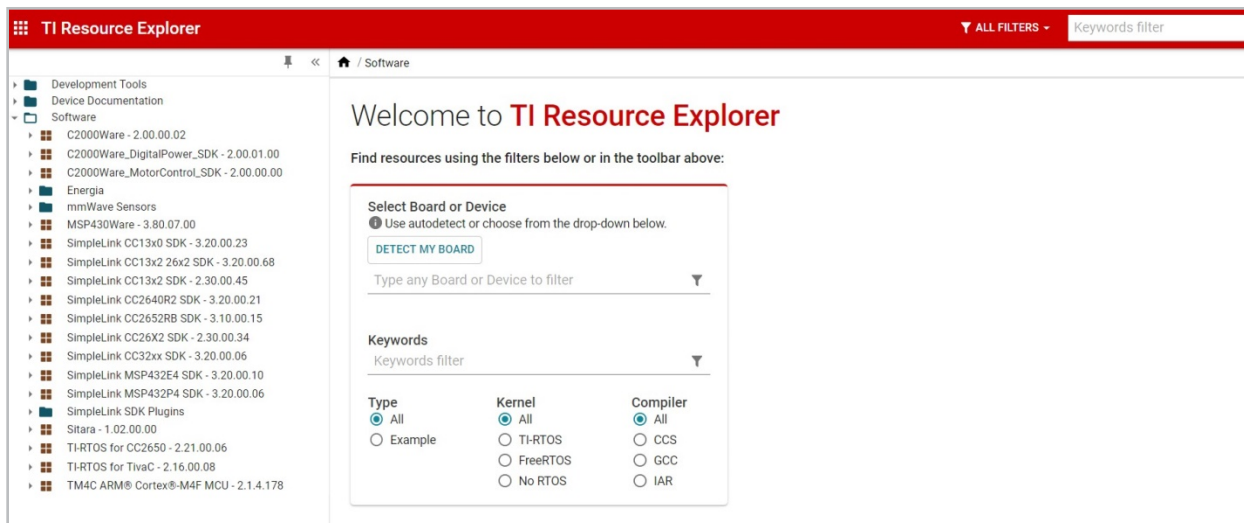 TI Resource Explorer
ALL FILTERS
Keywords filter
/ Software
Development Tools
Device Documentation
Software
C2000Ware - 2.00.00.02
C2000Ware_DigitalPower_SDK - 2.00.01.00
C2000Ware_MotorControl_SDK - 2.00.00.00
Energia
mmWave Sensors
MSP430Ware - 3.80.07.00
SimpleLink CC13x0 SDK - 3.20.00.23
SimpleLink CC13x2 26x2 SDK - 3.20.00.68
SimpleLink CC13x2 SDK - 2.30.00.45
SimpleLink CC2640R2 SDK - 3.20.00.21
SimpleLink CC2652RB SDK - 3.10.00.15
SimpleLink CC26X2 SDK - 2.30.00.34
SimpleLink CC32xx SDK - 3.20.00.06
SimpleLink MSP432E4 SDK - 3.20.00.10
SimpleLink MSP432P4 SDK - 3.20.00.06
SimpleLink SDK Plugins
Sitara - 1.02.00.00
TI-RTOS for CC2650 - 2.21.00.06
TI-RTOS for TivaC - 2.16.00.08
TM4C ARM® Cortex®-M4F MCU - 2.1.4.178
Welcome to TI Resource Explorer
Find resources using the filters below or in the toolbar above:
Select Board or Device
Use autodetect or choose from the drop-down below.
DETECT MY BOARD
Type any Board or Device to filter
Keywords
Keywords filter
Type
All
Example
Kernel
All
TI-RTOS
FreeRTOS
No RTOS
Compiler
All
CCS
GCC
IAR